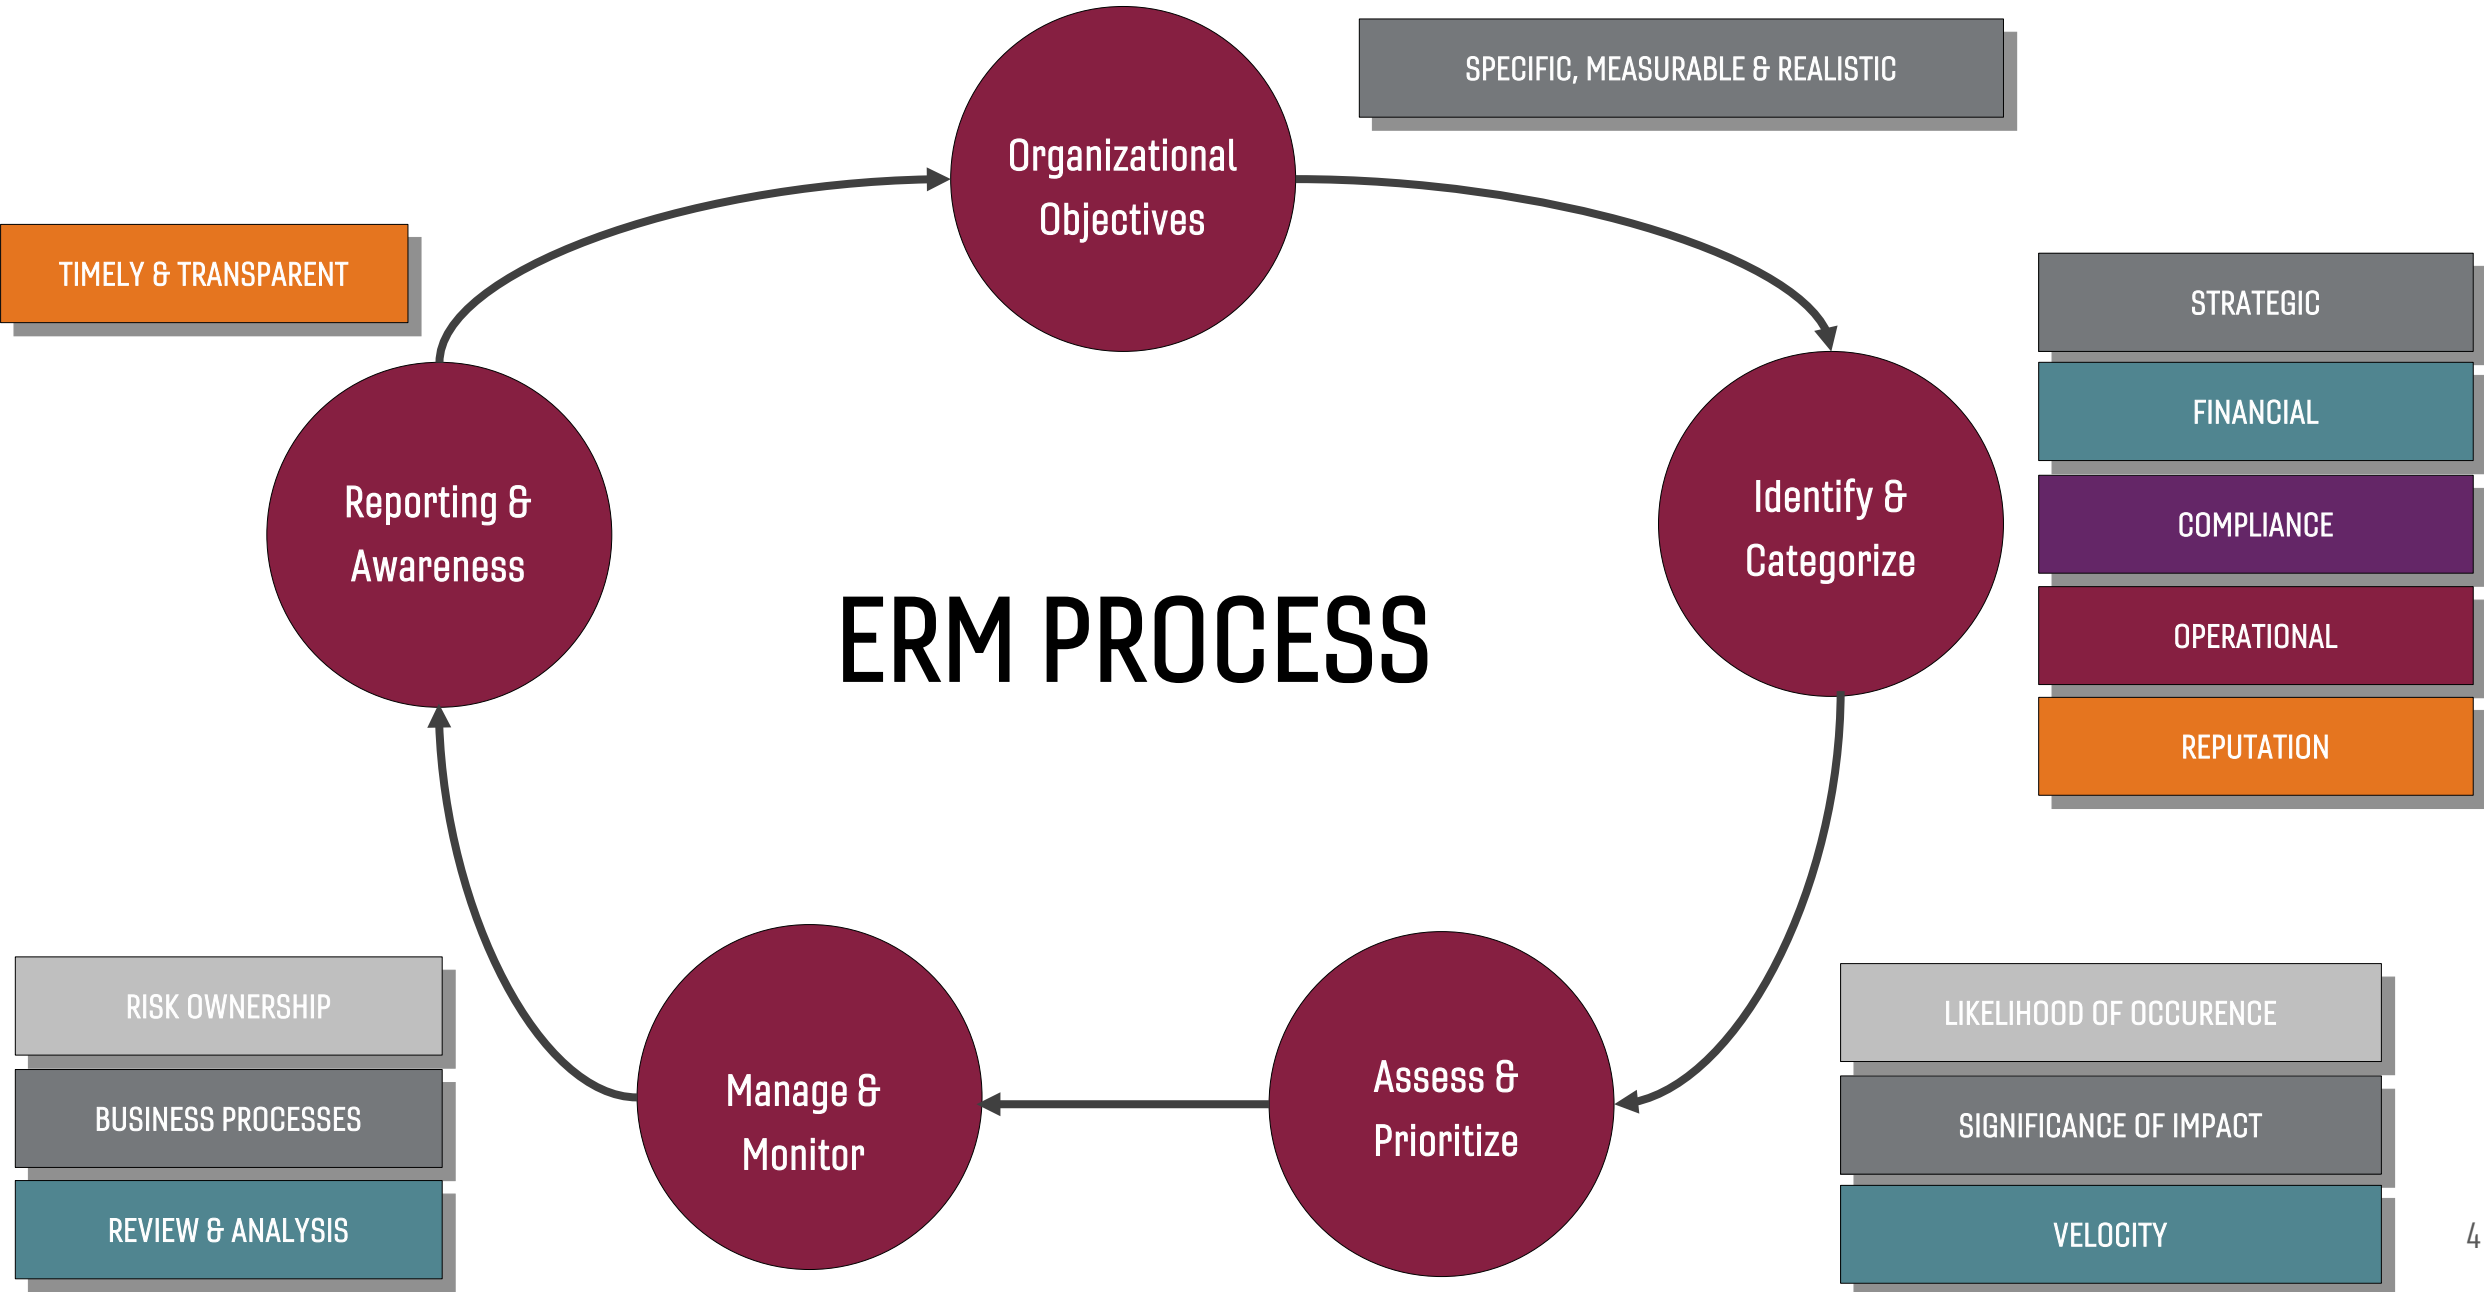 Organizational
Objectives
SPECIFIC, MEASURABLE & REALISTIC
Identify &
Categorize
STRATEGIC
FINANCIAL
COMPLIANCE
OPERATIONAL
REPUTATION
Assess &
Prioritize
LIKELIHOOD OF OCCURENCE
SIGNIFICANCE OF IMPACT
VELOCITY
Manage &
Monitor
RISK OWNERSHIP
BUSINESS PROCESSES
REVIEW & ANALYSIS
Reporting &
Awareness
TIMELY & TRANSPARENT
ERM PROCESS
4